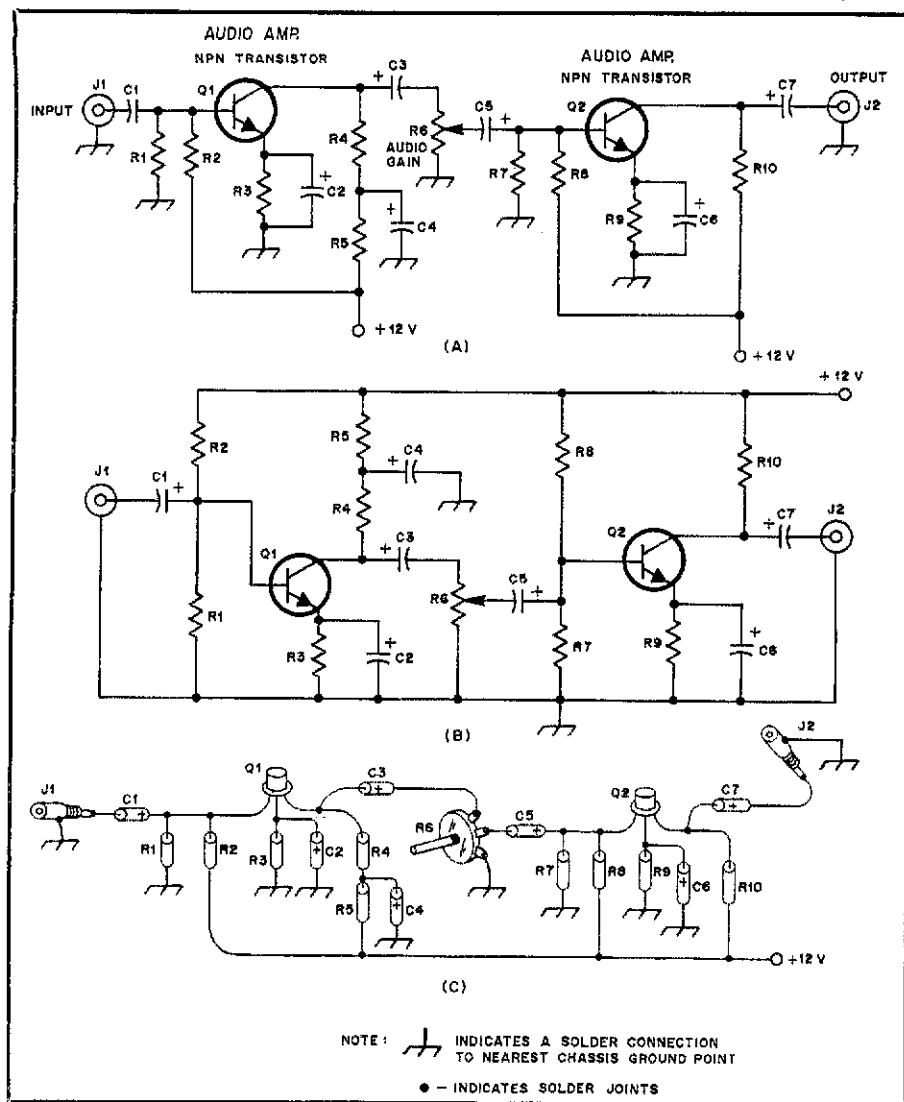 AUDIO AMP.
NPN TRANSISTOR
AUDIO AMP.
NPN TRANSISTOR
J1
INPUT
C1
R1
R2
Q1
R3
+
C2
+
C3
R4
R5
+
C4
R6
AUDIO
GAIN
C5
+
R7
R8
Q2
R9
+
C6
R10
+
C7
OUTPUT
J2
+12 V
+12 V
(A)
+12 V
J1
C1
+
R2
R1
Q1
R3
+
C2
R5
C4
+
R4
+
C3
R6
C5
+
R8
R7
Q2
R9
+
C6
R10
+
C7
J2
(B)
J1
C1
R1
R2
Q1
R3
+
C2
C3
+
R4
R5
+
C4
R6
C5
+
R7
R8
Q2
R9
+
C6
R10
C7
+
J2
+12 V
(C)
NOTE: INDICATES A SOLDER CONNECTION
TO NEAREST CHASSIS GROUND POINT
● – INDICATES SOLDER JOINTS